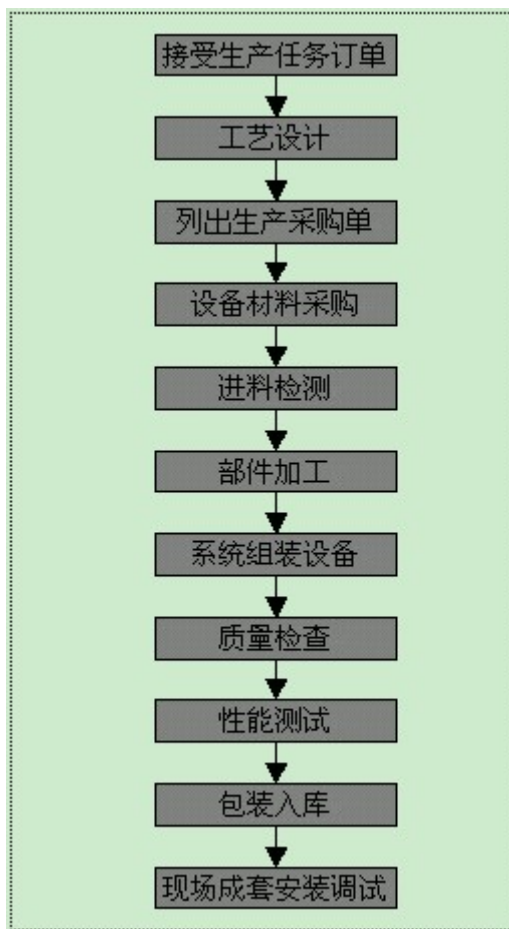 接受生产任务订单
工艺设计
列出生产采购单
设备材料采购
进料检测
部件加工
系统组装设备
质量检查
性能测试
包装入库
现场成套安装调试